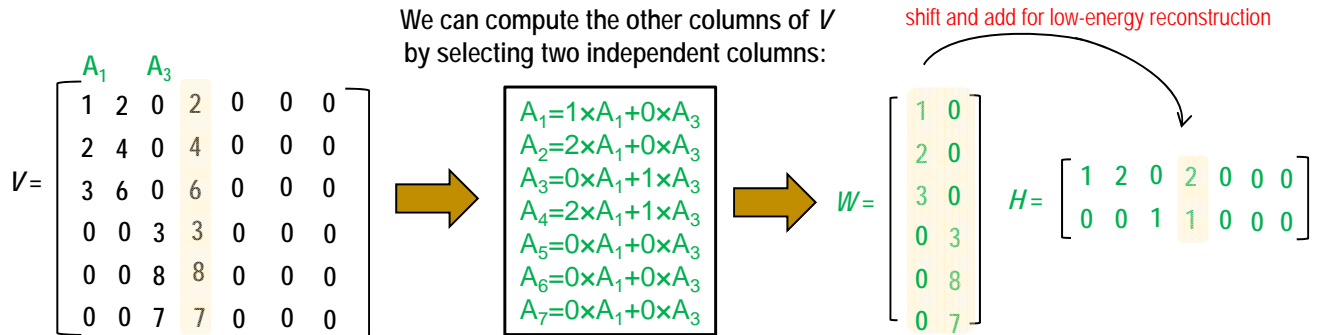 We can compute the other columns of V
by selecting two independent columns:
shift and add for low-energy reconstruction
A₁ A₃
V =
1 2 0 2 0 0 0
2 4 0 4 0 0 0
3 6 0 6 0 0 0
0 0 3 3 0 0 0
0 0 8 8 0 0 0
0 0 7 7 0 0 0
A₁=1×A₁+0×A₃
A₂=2×A₁+0×A₃
A₃=0×A₁+1×A₃
A₄=2×A₁+1×A₃
A₅=0×A₁+0×A₃
A₆=0×A₁+0×A₃
A₇=0×A₁+0×A₃
W =
1 0
2 0
3 0
0 3
0 8
0 7
H =
1 2 0 2 0 0 0
0 0 1 1 0 0 0